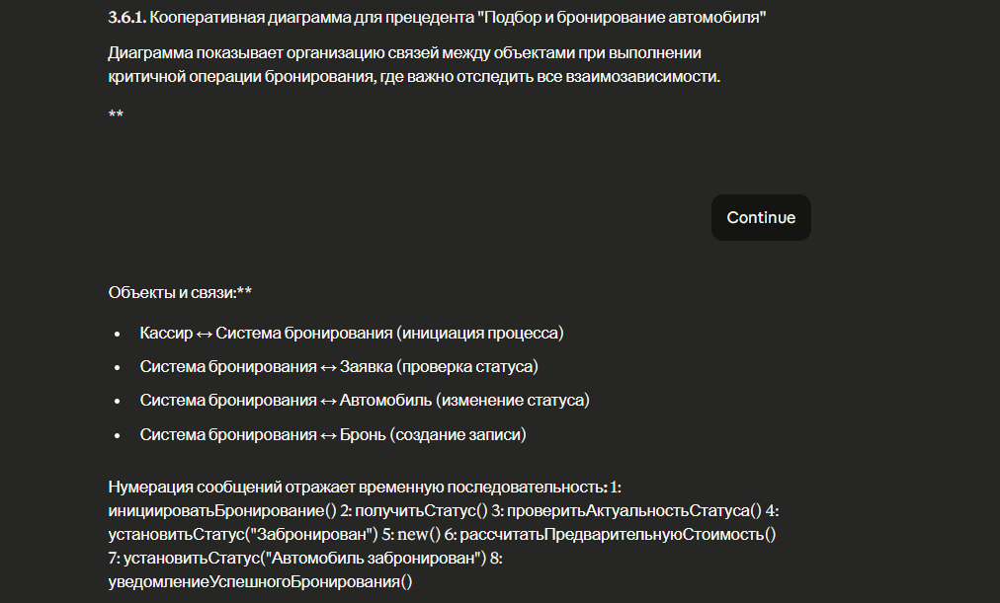 3.6.1. Кооперативная диаграмма для прецедента "Подбор и бронирование автомобиля"
Диаграмма показывает организацию связей между объектами при выполнении
критичной операции бронирования, где важно отследить все взаимозависимости.
**
Continue
Объекты и связи:**
• Кассир ↔ Система бронирования (инициация процесса)
• Система бронирования ↔ Заявка (проверка статуса)
• Система бронирования ↔ Автомобиль (изменение статуса)
• Система бронирования ↔ Бронь (создание записи)
Нумерация сообщений отражает временную последовательность: 1:
инициироватьБронирование() 2: получитьСтатус() 3: проверитьАктуальностьСтатуса() 4:
установитьСтатус("Забронирован") 5: new() 6: рассчитатьПредварительнуюСтоимость()
7: установитьСтатус("Автомобиль забронирован") 8:
уведомлениеУспешногоБронирования()